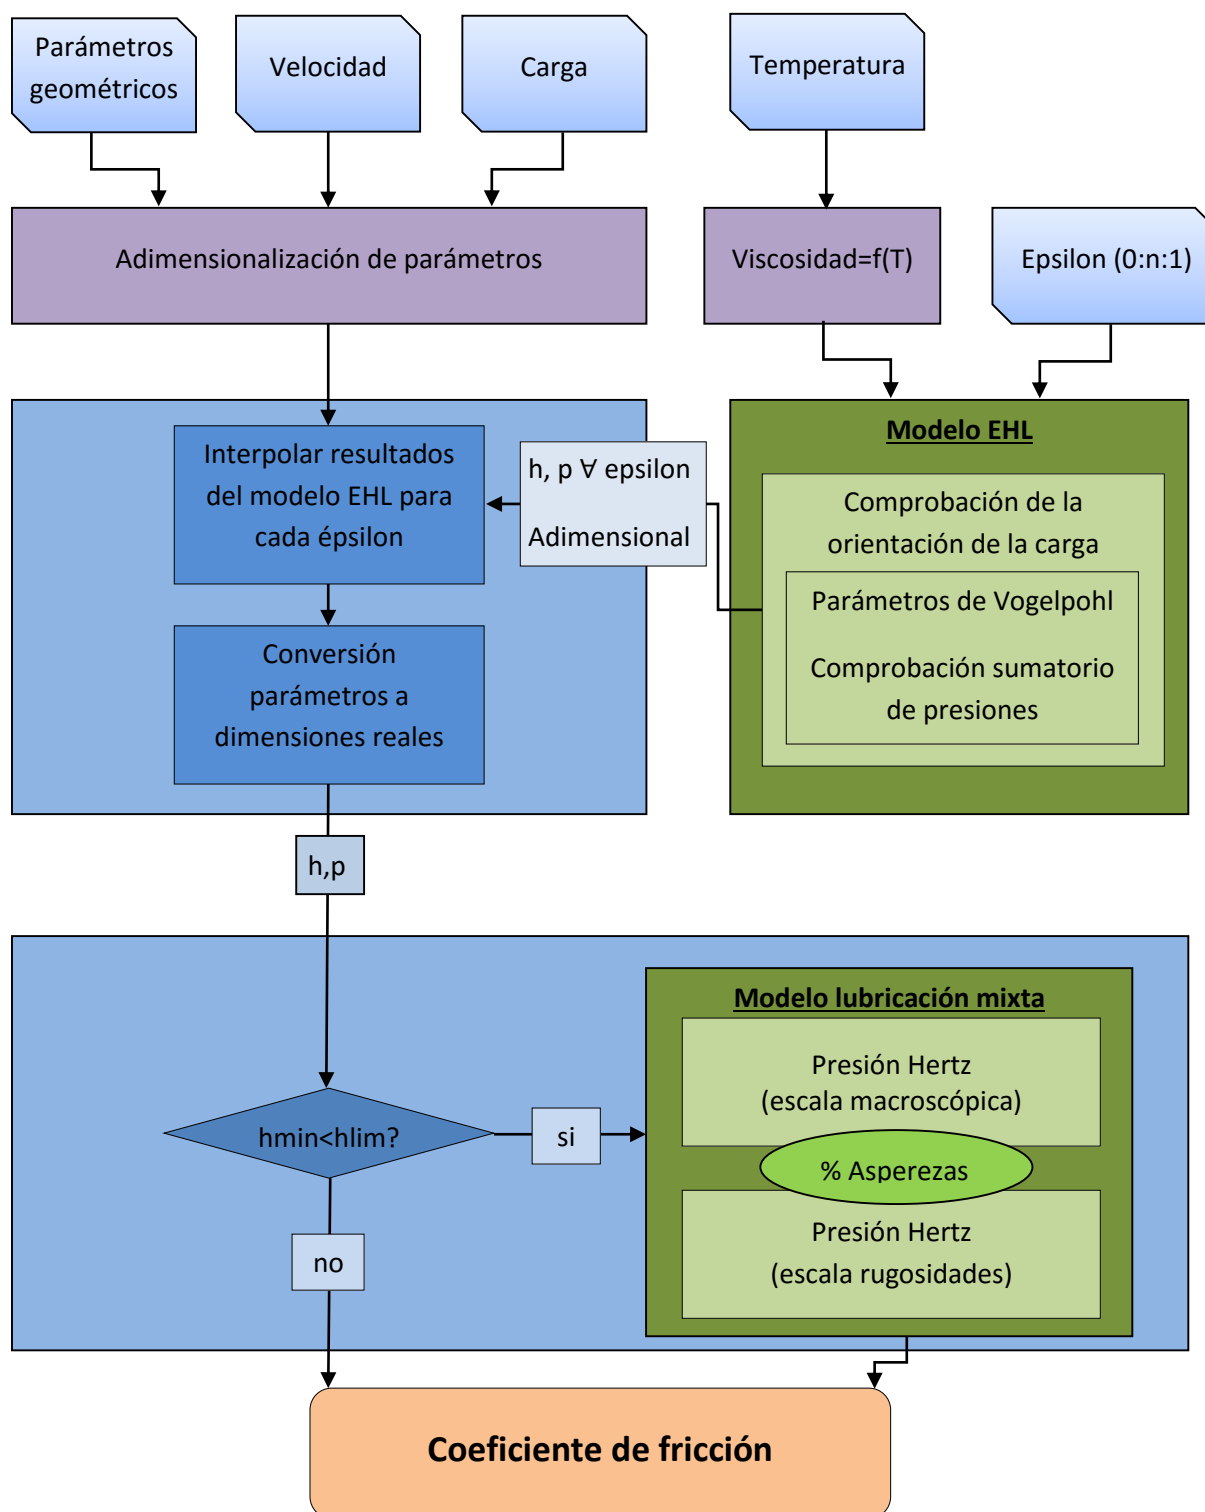 Parámetros
geométricos
Velocidad
Carga
Temperatura
Adimensionalización de parámetros
Viscosidad=f(T)
Epsilon (0:n:1)
Interpolar resultados
del modelo EHL para
cada épsilon
h, p ∀ epsilon
Adimensional
Modelo EHL
Comprobación de la
orientación de la carga
Parámetros de Vogelpohl
Comprobación sumatorio
de presiones
Conversión
parámetros a
dimensiones reales
h,p
Modelo lubricación mixta
Presión Hertz
(escala macroscópica)
hmin<hlim?
si
% Asperezas
Presión Hertz
(escala rugosidades)
no
Coeficiente de fricción